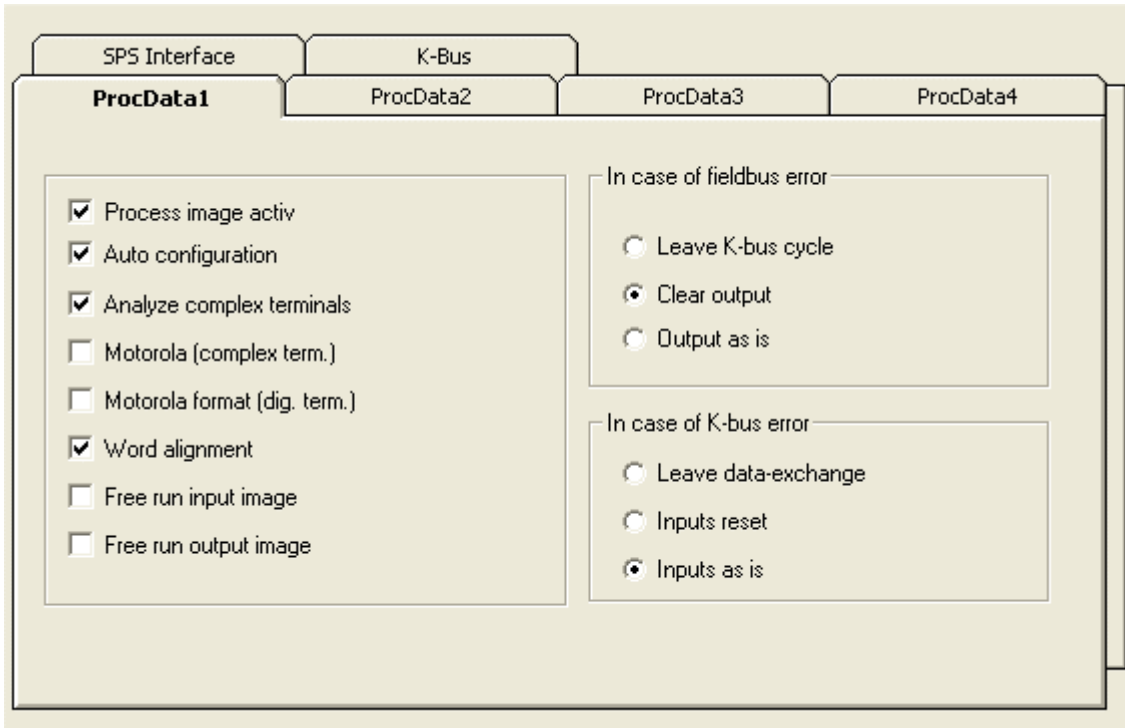 SPS Interface
K-Bus
ProcData1
ProcData2
ProcData3
ProcData4
Process image activ
Auto configuration
Analyze complex terminals
Motorola (complex term.)
Motorola format (dig. term.)
Word alignment
Free run input image
Free run output image
In case of fieldbus error
Leave K-bus cycle
Clear output
Output as is
In case of K-bus error
Leave data-exchange
Inputs reset
Inputs as is